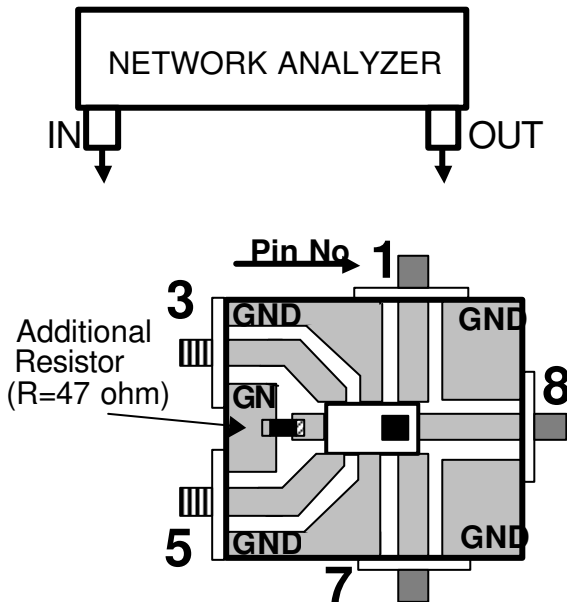 NETWORK ANALYZER
IN
OUT
Pin No
1
3
GND
GND
Additional
Resistor
(R=47 ohm)
GN
8
5
GND
GND
7